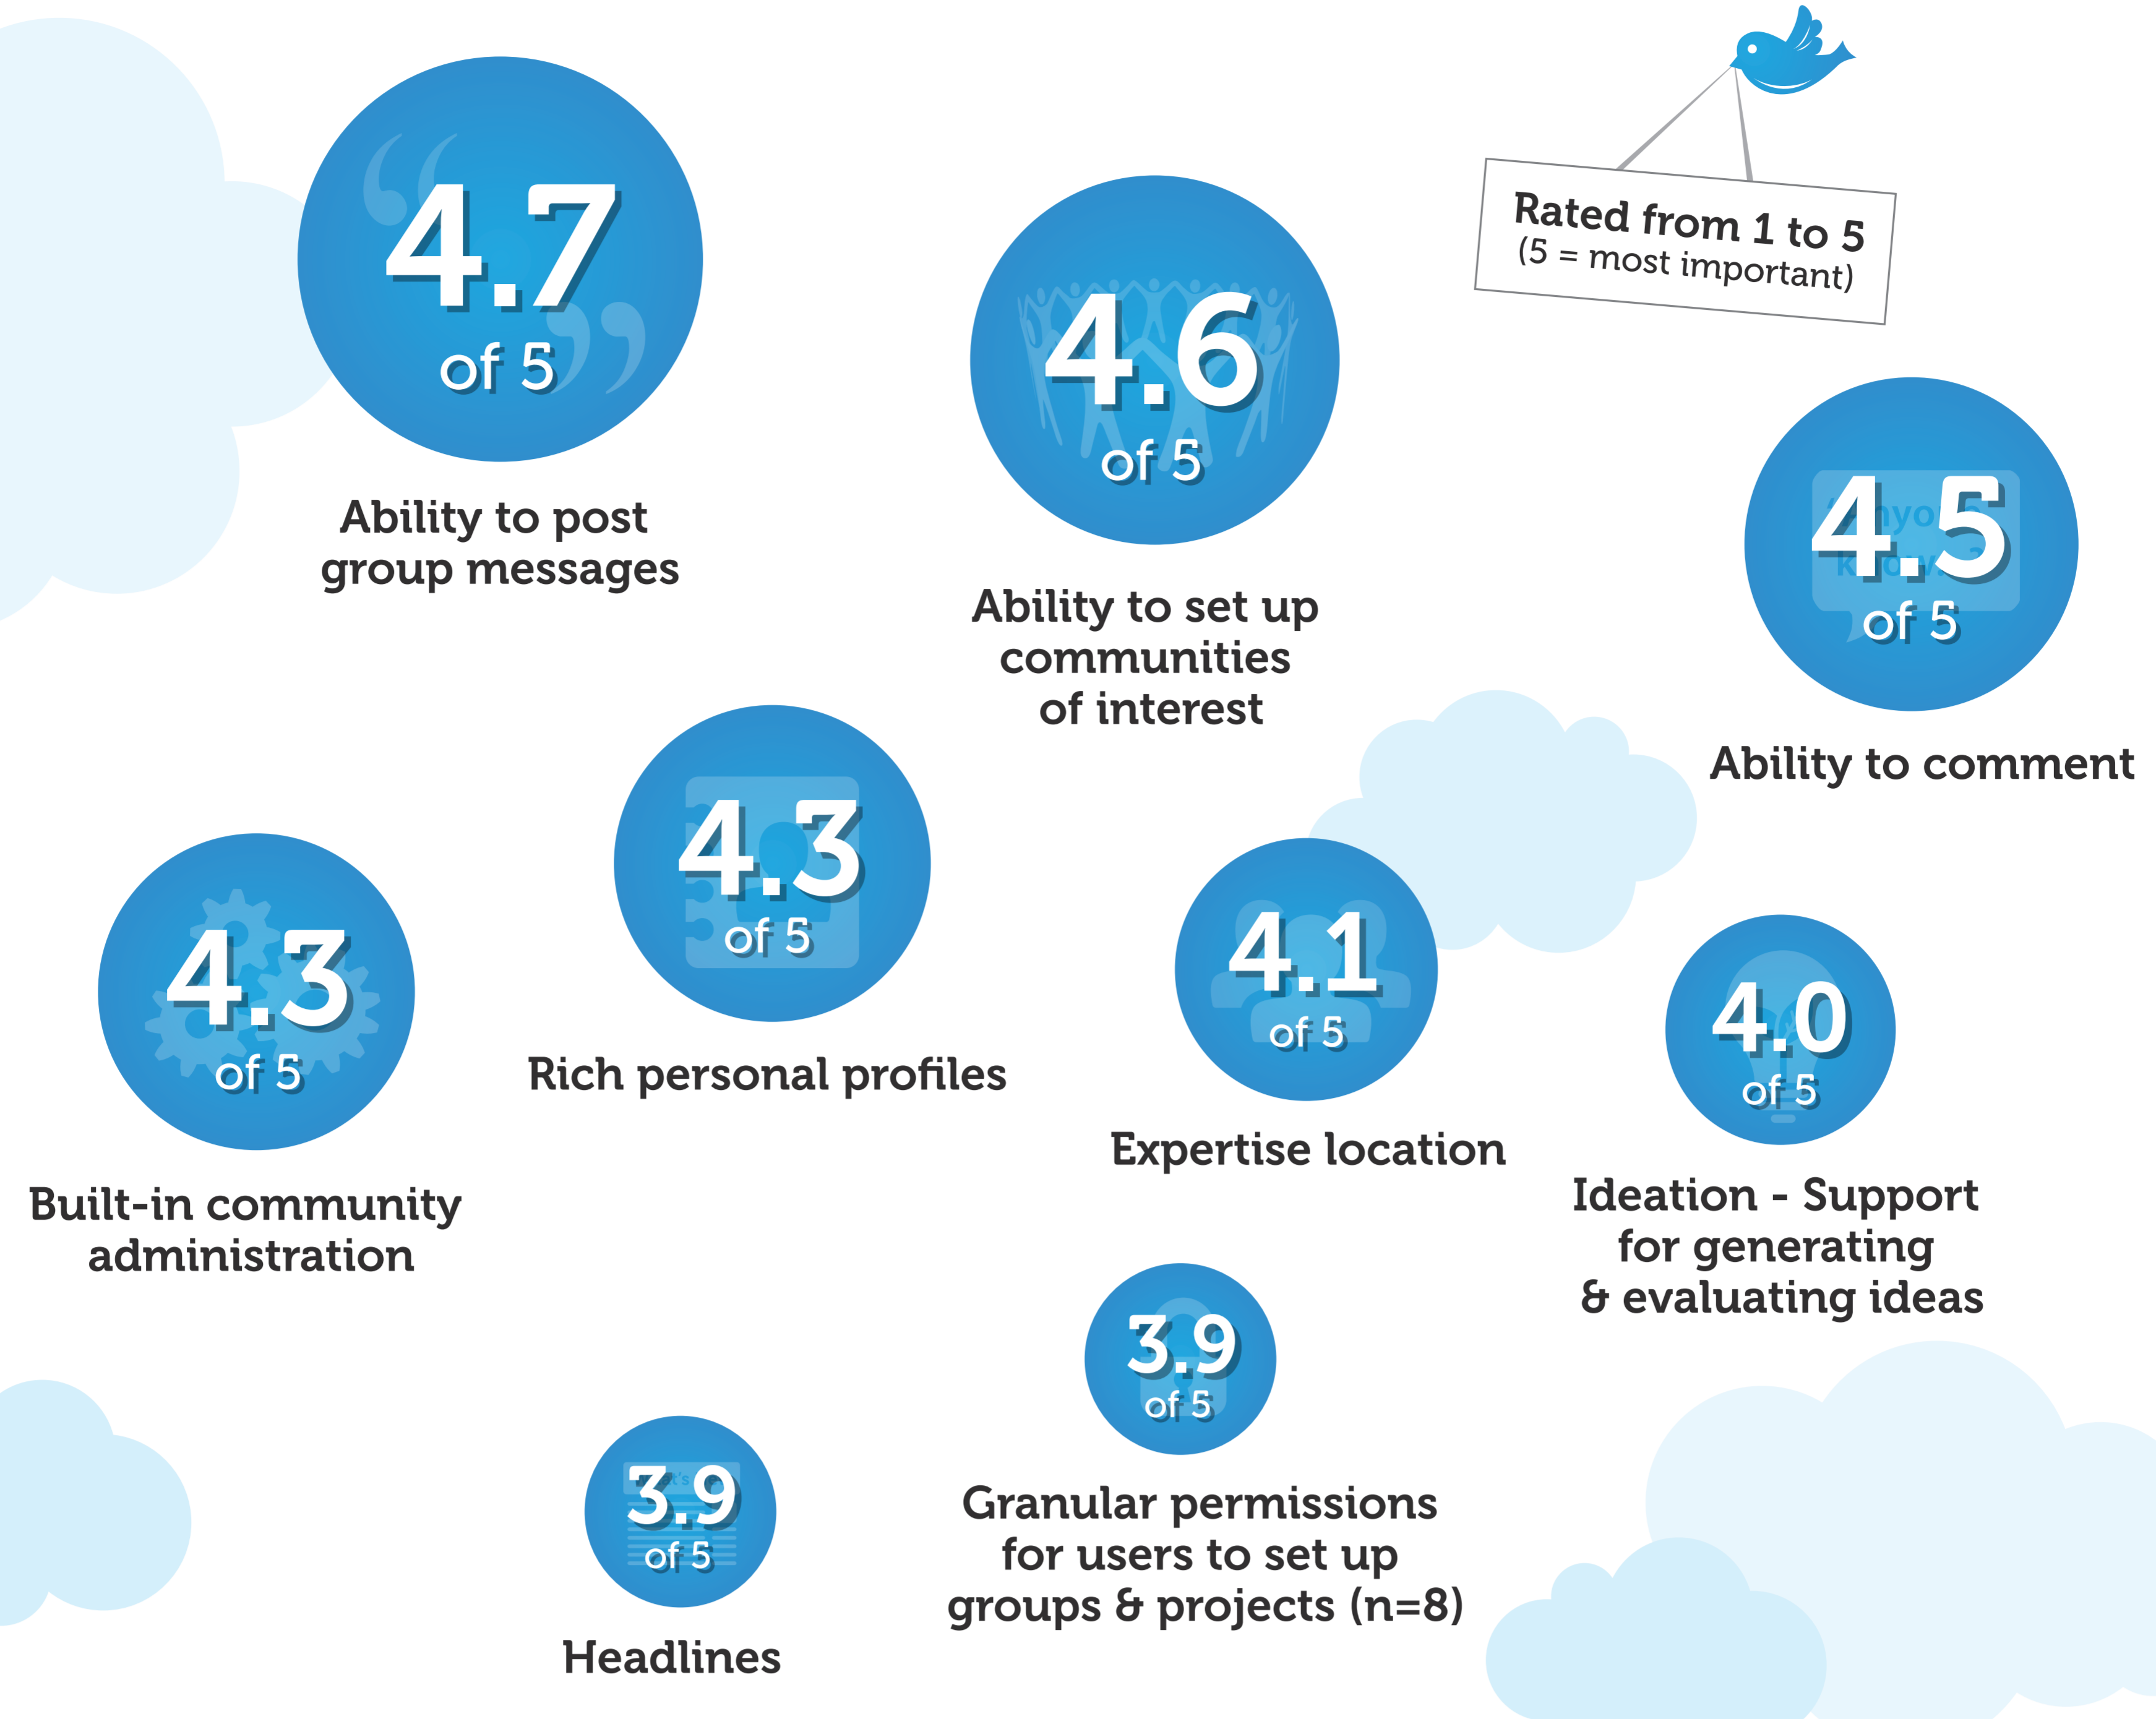 4.7
of 5
Ability to post
group messages
4.6
of 5
Ability to set up
communities
of interest
Rated from 1 to 5
(5 = most important)
4.5
of 5
Ability to comment
4.3
of 5
Built-in community
administration
4.3
of 5
Rich personal profiles
4.1
of 5
Expertise location
4.0
of 5
Ideation - Support
for generating
& evaluating ideas
3.9
of 5
Headlines
3.9
of 5
Granular permissions
for users to set up
groups & projects (n=8)